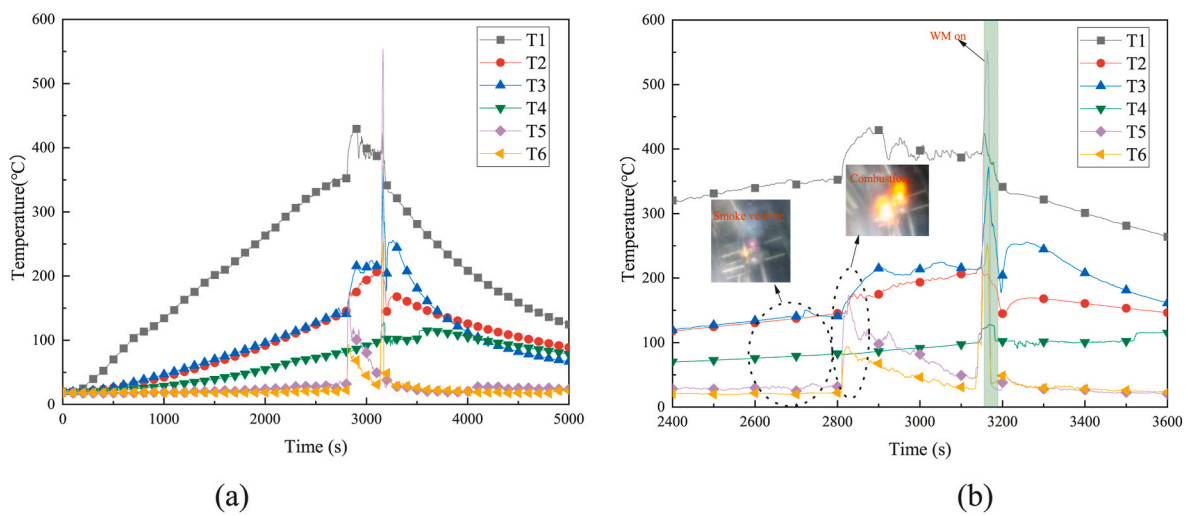 600
500
400
300
200
100
0
0
1000
2000
3000
4000
5000
Temperature(℃)
Time (s)
T1
T2
T3
T4
T5
T6
(a)
600
500
400
300
200
100
0
2400
2600
2800
3000
3200
3400
3600
Temperature(℃)
Time (s)
WM on
Combustion
Smoke venting
T1
T2
T3
T4
T5
T6
(b)